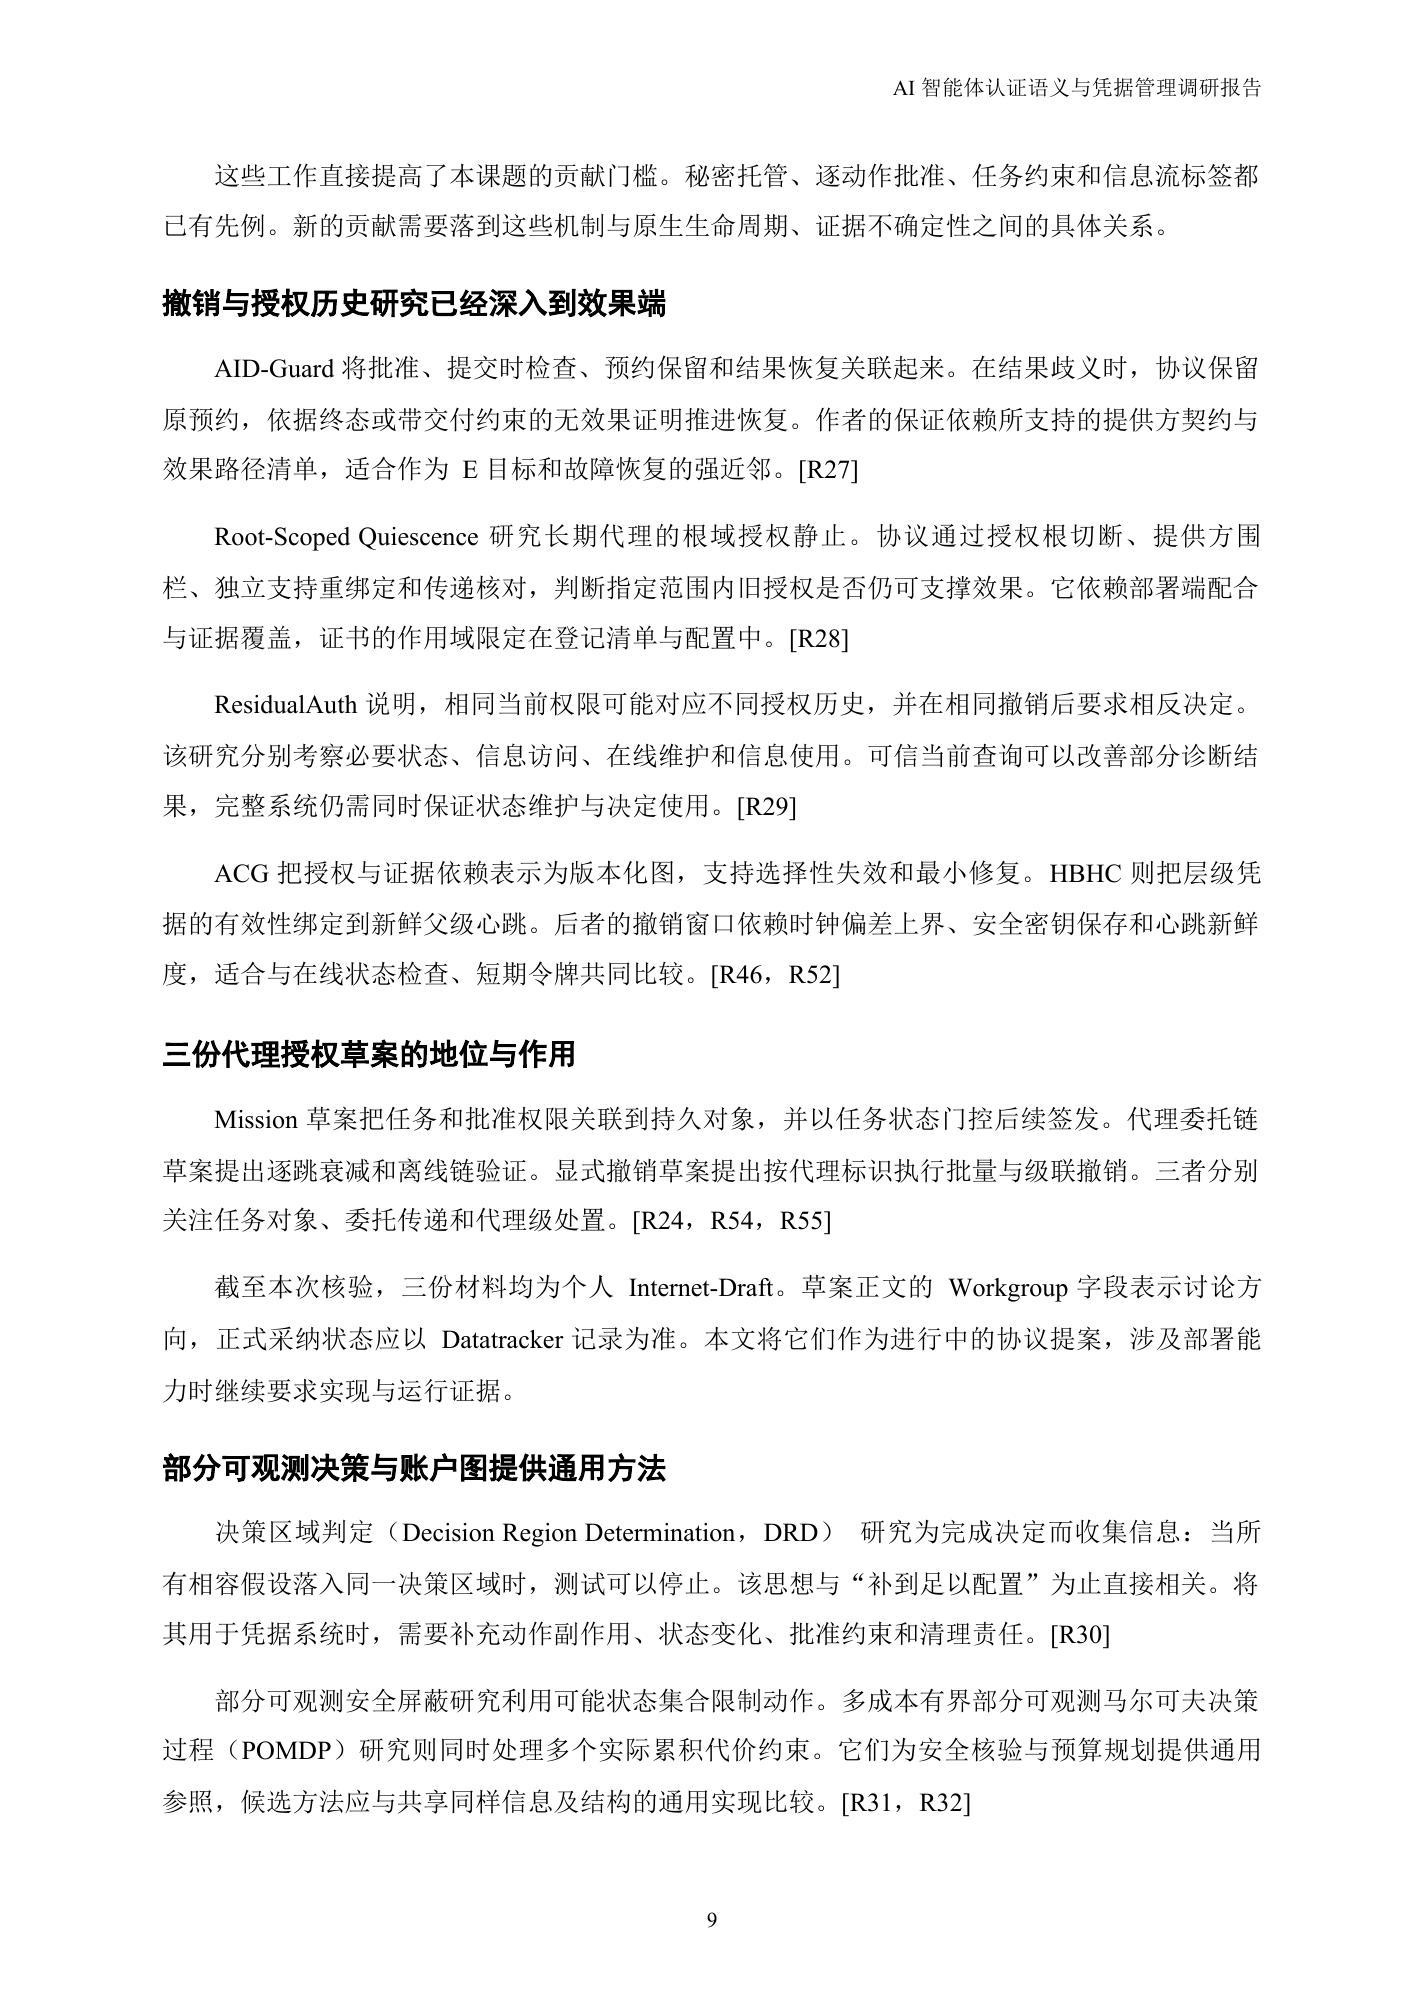 AI 智能体认证语义与凭据管理调研报告
这些工作直接提高了本课题的贡献门槛。秘密托管、逐动作批准、任务约束和信息流标签都
已有先例。新的贡献需要落到这些机制与原生生命周期、证据不确定性之间的具体关系。
撤销与授权历史研究已经深入到效果端
AID-Guard 将批准、提交时检查、预约保留和结果恢复关联起来。在结果歧义时，协议保留
原预约，依据终态或带交付约束的无效果证明推进恢复。作者的保证依赖所支持的提供方契约与
效果路径清单，适合作为 E 目标和故障恢复的强近邻。[R27]
Root-Scoped Quiescence 研究长期代理的根域授权静止。协议通过授权根切断、提供方围
栏、独立支持重绑定和传递核对，判断指定范围内旧授权是否仍可支撑效果。它依赖部署端配合
与证据覆盖，证书的作用域限定在登记清单与配置中。[R28]
ResidualAuth 说明，相同当前权限可能对应不同授权历史，并在相同撤销后要求相反决定。
该研究分别考察必要状态、信息访问、在线维护和信息使用。可信当前查询可以改善部分诊断结
果，完整系统仍需同时保证状态维护与决定使用。[R29]
ACG 把授权与证据依赖表示为版本化图，支持选择性失效和最小修复。HBHC 则把层级凭
据的有效性绑定到新鲜父级心跳。后者的撤销窗口依赖时钟偏差上界、安全密钥保存和心跳新鲜
度，适合与在线状态检查、短期令牌共同比较。[R46，R52]
三份代理授权草案的地位与作用
Mission 草案把任务和批准权限关联到持久对象，并以任务状态门控后续签发。代理委托链
草案提出逐跳衰减和离线链验证。显式撤销草案提出按代理标识执行批量与级联撤销。三者分别
关注任务对象、委托传递和代理级处置。[R24，R54，R55]
截至本次核验，三份材料均为个人 Internet-Draft。草案正文的 Workgroup 字段表示讨论方
向，正式采纳状态应以 Datatracker 记录为准。本文将它们作为进行中的协议提案，涉及部署能
力时继续要求实现与运行证据。
部分可观测决策与账户图提供通用方法
决策区域判定（Decision Region Determination，DRD） 研究为完成决定而收集信息：当所
有相容假设落入同一决策区域时，测试可以停止。该思想与“补到足以配置”为止直接相关。将
其用于凭据系统时，需要补充动作副作用、状态变化、批准约束和清理责任。[R30]
部分可观测安全屏蔽研究利用可能状态集合限制动作。多成本有界部分可观测马尔可夫决策
过程（POMDP）研究则同时处理多个实际累积代价约束。它们为安全核验与预算规划提供通用
参照，候选方法应与共享同样信息及结构的通用实现比较。[R31，R32]
9